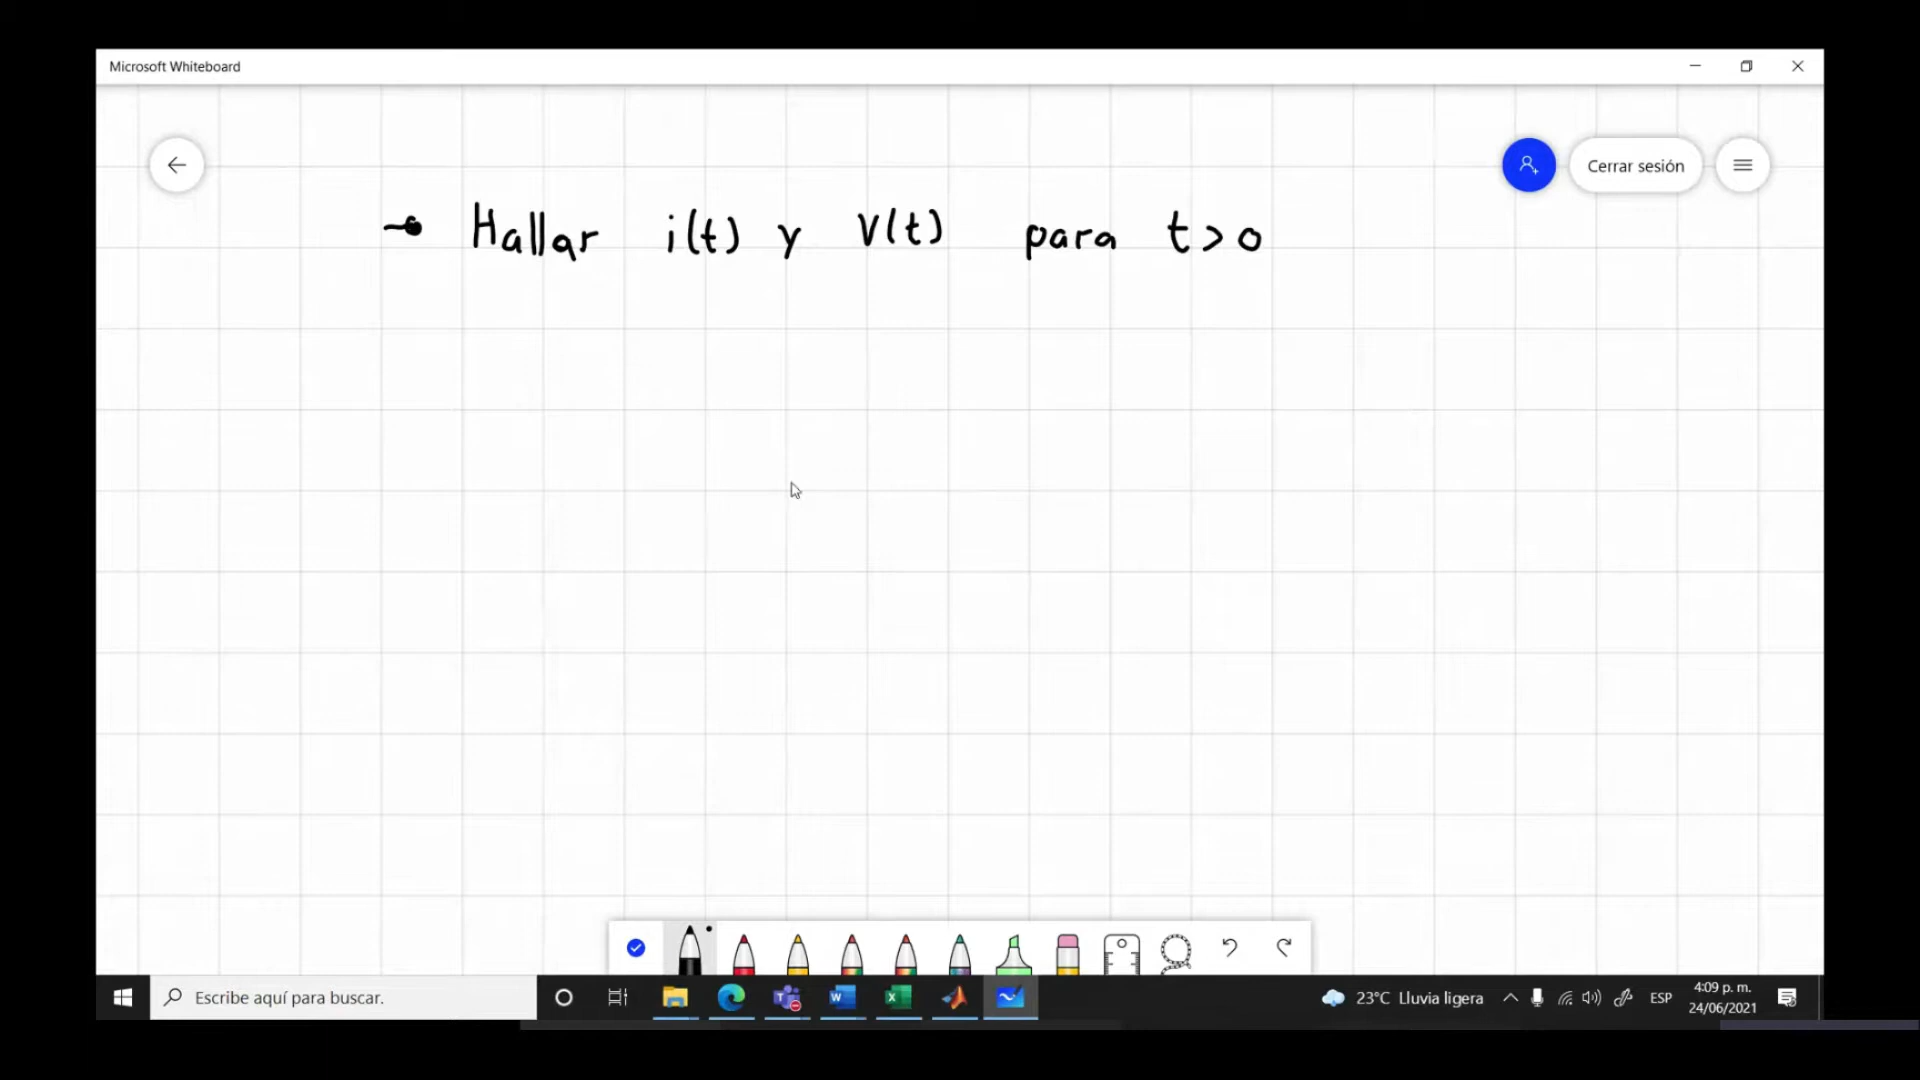 Microsoft Whiteboard
Cerrar sesión
Hallar i(t) y V(t) para t>0
Escribe aquí para buscar.
23°C Lluvia ligera
ESP
4:09 p. m.
24/06/2021